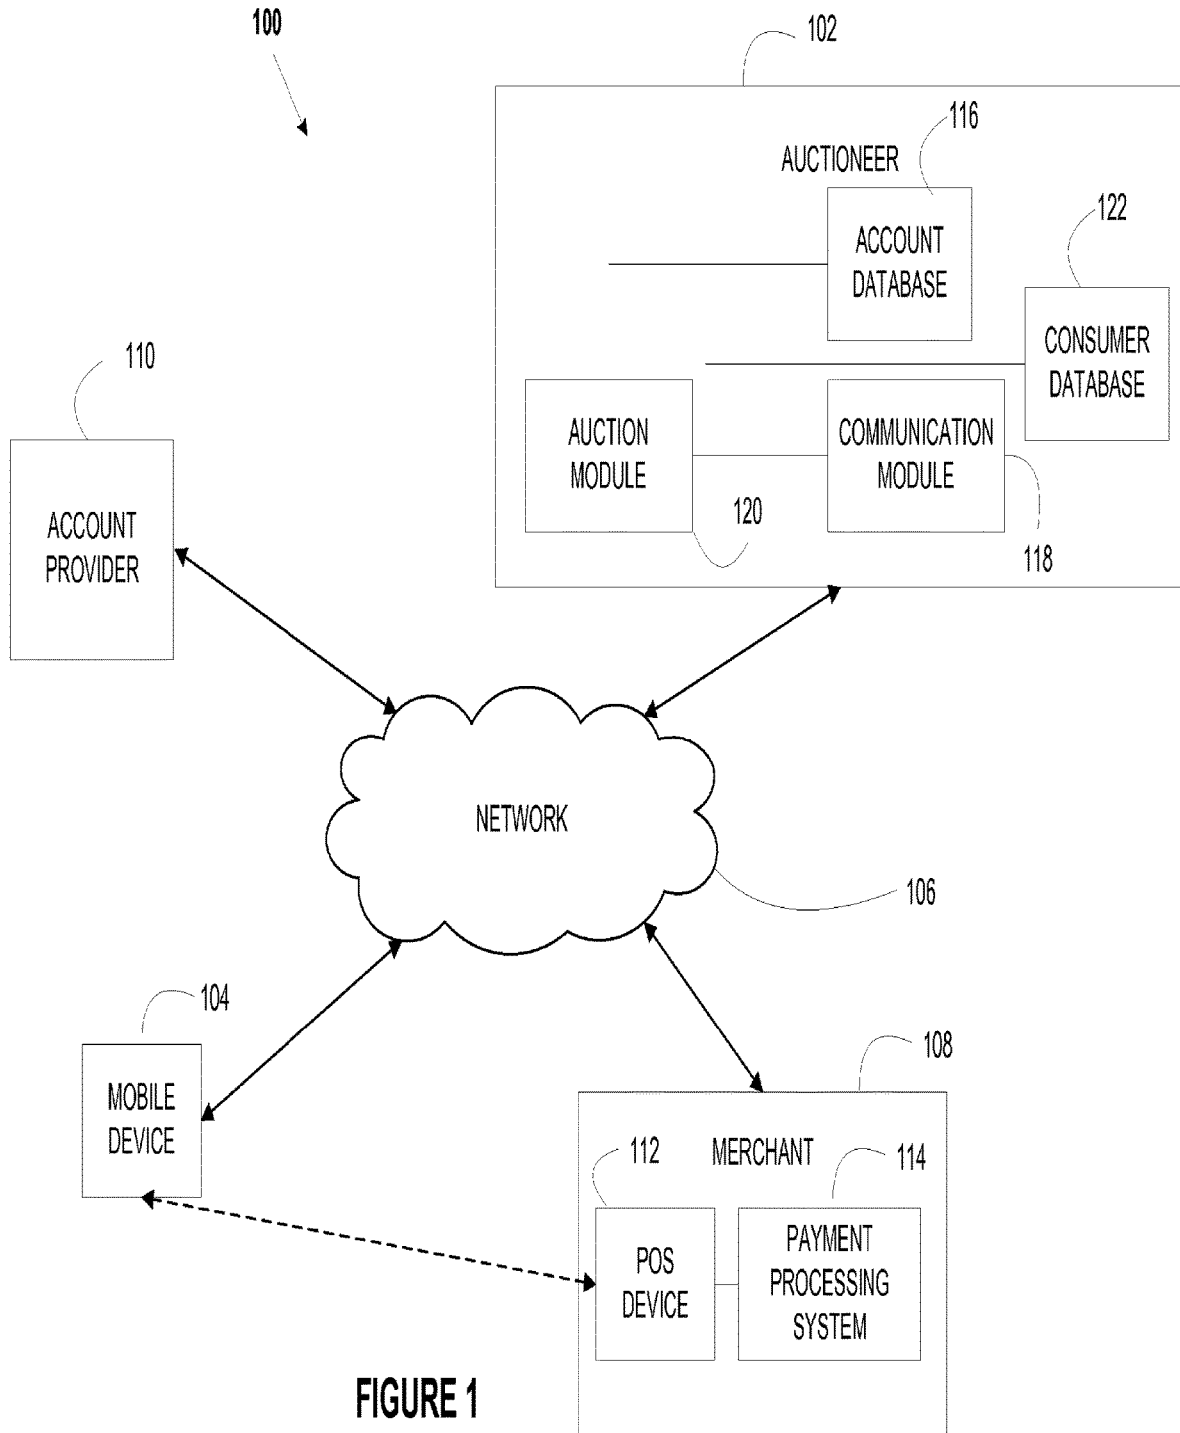 100
102
AUCTIONEER
116
ACCOUNT
DATABASE
122
CONSUMER
DATABASE
AUCTION
MODULE
120
COMMUNICATION
MODULE
118
110
ACCOUNT
PROVIDER
NETWORK
106
104
MOBILE
DEVICE
108
MERCHANT
112
POS
DEVICE
114
PAYMENT
PROCESSING
SYSTEM
FIGURE 1